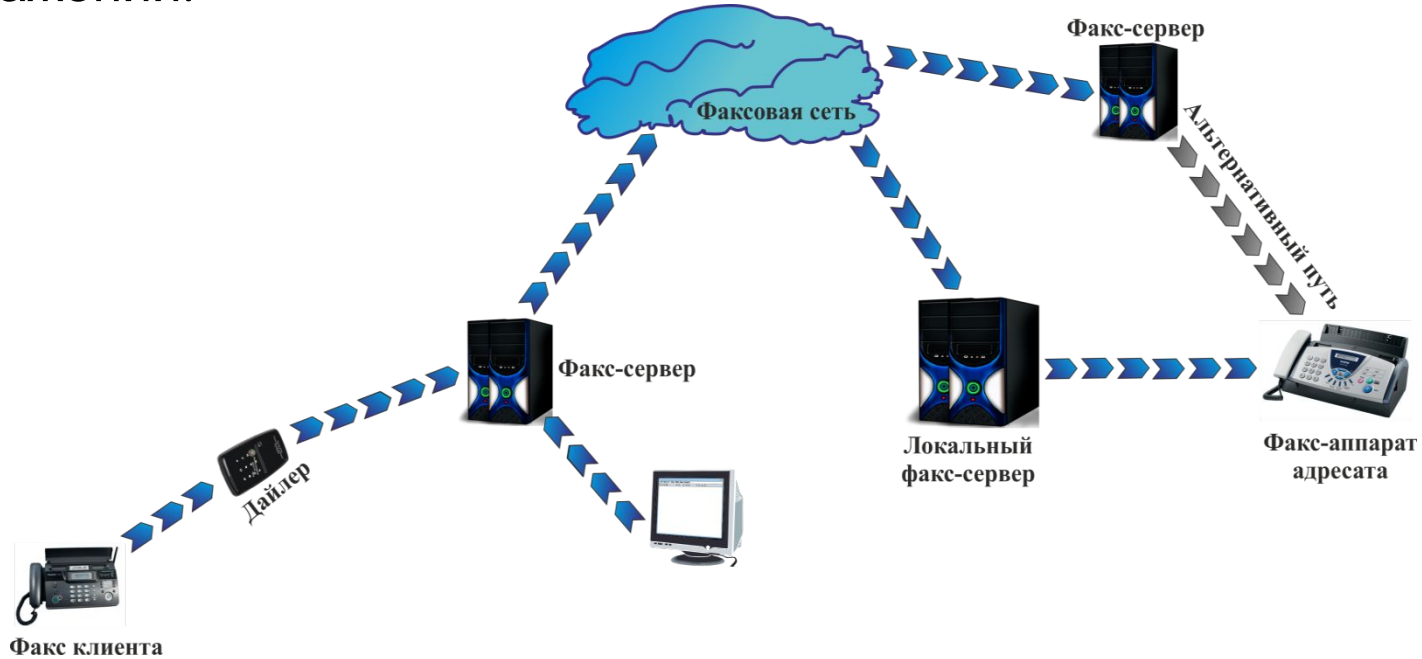 Факс-сервер
Факсовая сеть
Альтернативный путь
Факс-сервер
Дайлер
Локальный
факс-сервер
Факс-аппарат
адресата
Факс клиента